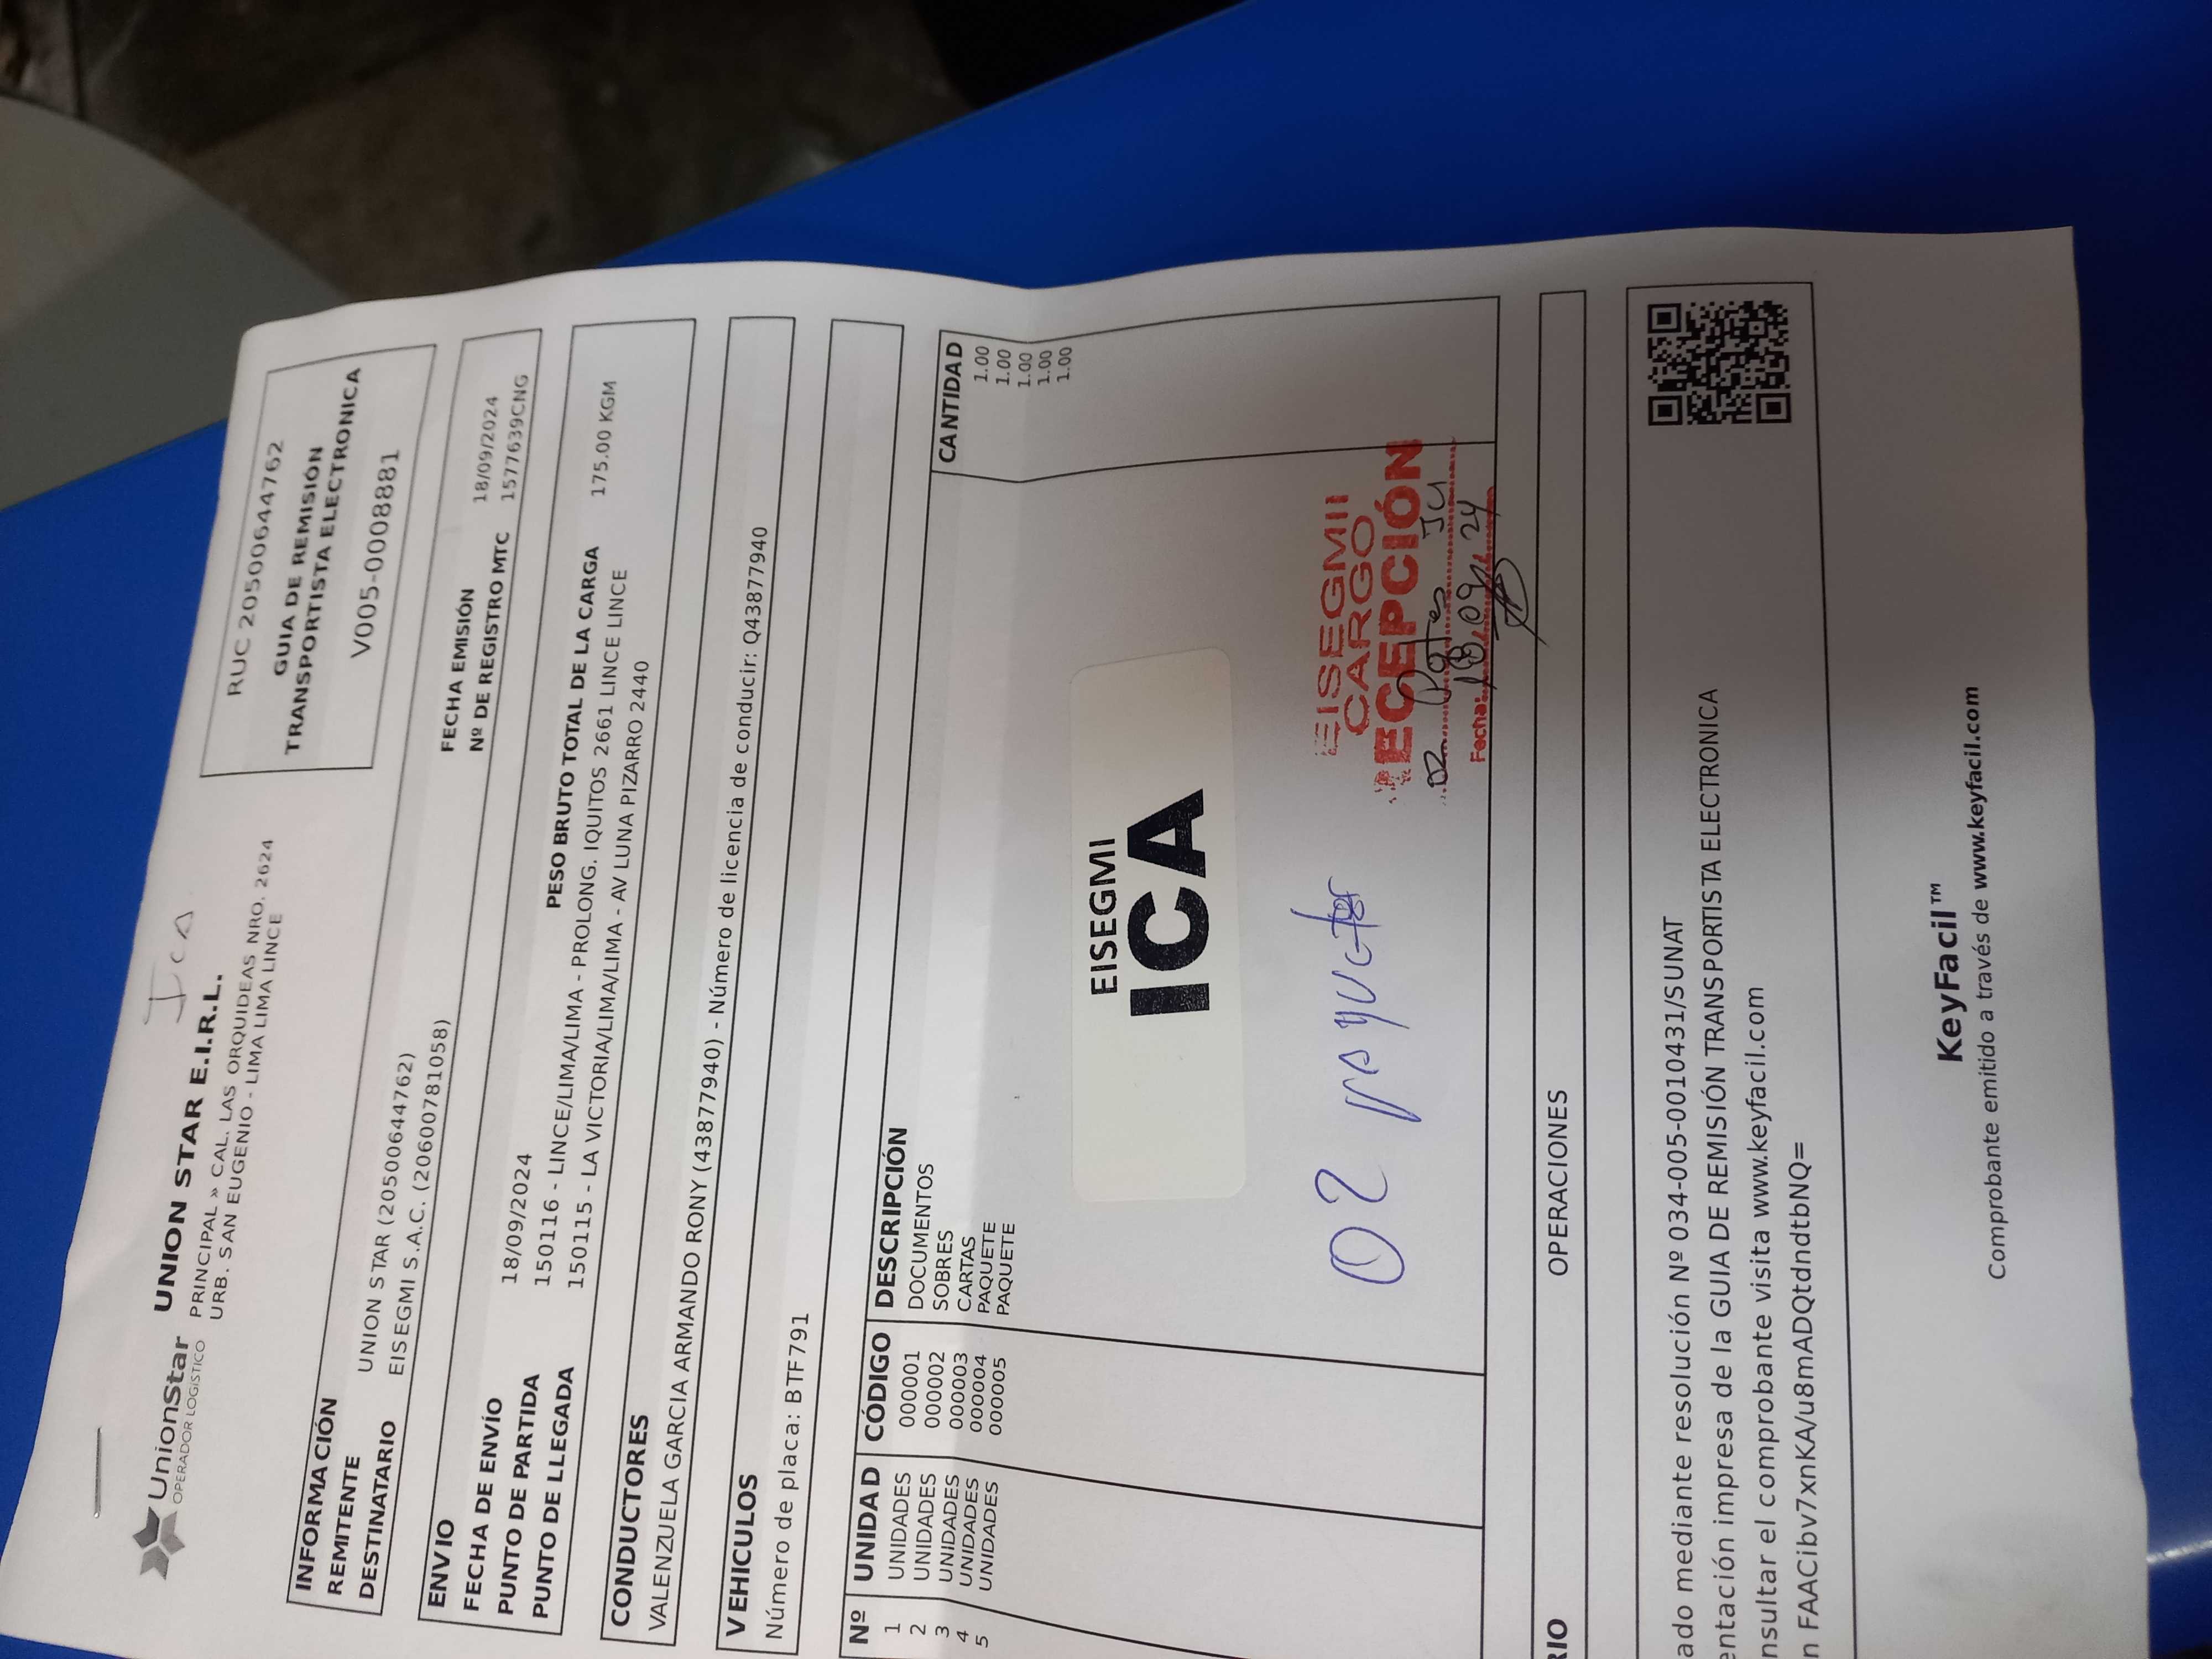 Ica
UnionStar
OPERADOR LOGÍSTICO
UNION STAR E.I.R.L.
PRINCIPAL » CAL. LAS ORQUIDEAS NRO. 2624
URB. SAN EUGENIO - LIMA LIMA LINCE
RUC 20500644762
GUIA DE REMISIÓN
TRANSPORTISTA ELECTRONICA
V005-0008881
INFORMACIÓN
REMITENTE UNION STAR (20500644762)
DESTINATARIO EISEGMI S.A.C. (20600781058)
ENVIO
FECHA EMISIÓN 18/09/2024
FECHA DE ENVÍO 18/09/2024 Nº DE REGISTRO MTC 1577639CNG
PUNTO DE PARTIDA 150116 - LINCE/LIMA/LIMA - PROLONG. IQUITOS 2661 LINCE LINCE
PESO BRUTO TOTAL DE LA CARGA 175.00 KGM
PUNTO DE LLEGADA 150115 - LA VICTORIA/LIMA/LIMA - AV LUNA PIZARRO 2440
CONDUCTORES
VALENZUELA GARCIA ARMANDO RONY (43877940) - Número de licencia de conducir: Q43877940
VEHICULOS
Número de placa: BTF791
Nº UNIDAD CÓDIGO DESCRIPCIÓN CANTIDAD
1 UNIDADES 000001 DOCUMENTOS 1.00
2 UNIDADES 000002 SOBRES 1.00
3 UNIDADES 000003 CARTAS 1.00
4 UNIDADES 000004 PAQUETE 1.00
5 UNIDADES 000005 PAQUETE 1.00
EISEGMI
ICA
02 paquetes
EISEGMII
CARGO
RECEPCIÓN
02 Pqtes
Fecha: 18/09/24
RIO OPERACIONES
ado mediante resolución Nº 034-005-0010431/SUNAT
entación impresa de la GUIA DE REMISIÓN TRANSPORTISTA ELECTRONICA
nsultar el comprobante visita www.keyfacil.com
n FAACibv7xnKA/u8mADQtdndtbNQ=
KeyFacil™
Comprobante emitido a través de www.keyfacil.com